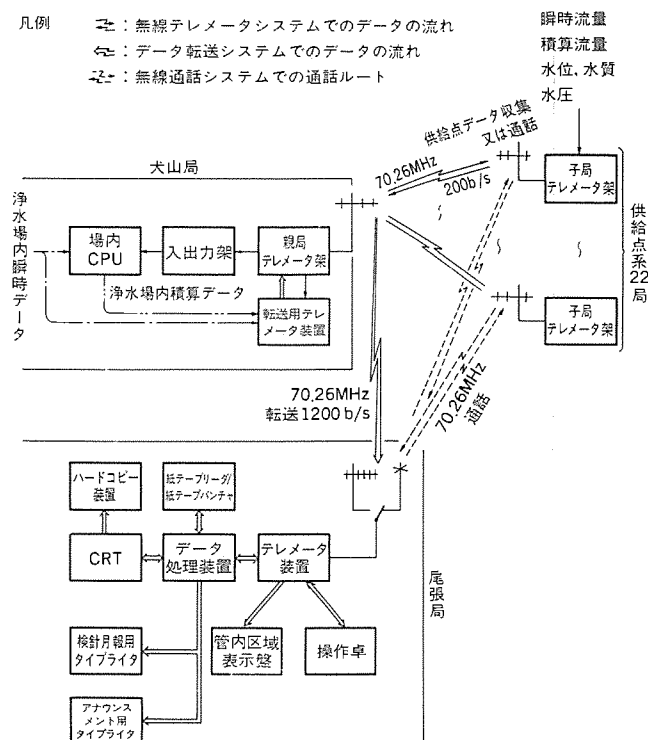 凡例
：無線テレメータシステムでのデータの流れ
：データ転送システムでのデータの流れ
：無線通話システムでの通話ルート
瞬時流量
積算流量
水位、水質
水圧
供給点データ収集
又は通話
70.26MHz
200b/s
子局
テレメータ架
子局
テレメータ架
供給点系22局
犬山局
浄水場内瞬時データ
場内
CPU
入出力架
親局
テレメータ架
浄水場内積算データ
転送用テレ
メータ装置
70.26MHz
転送1200b/s
70.26MHz
通話
ハードコピー
装置
紙テープリーダ/
紙テープパンチャ
CRT
データ
処理装置
テレメータ
装置
尾張局
検針月報用
タイプライタ
管内区域
表示盤
操作卓
アナウンス
メント用
タイプライタ